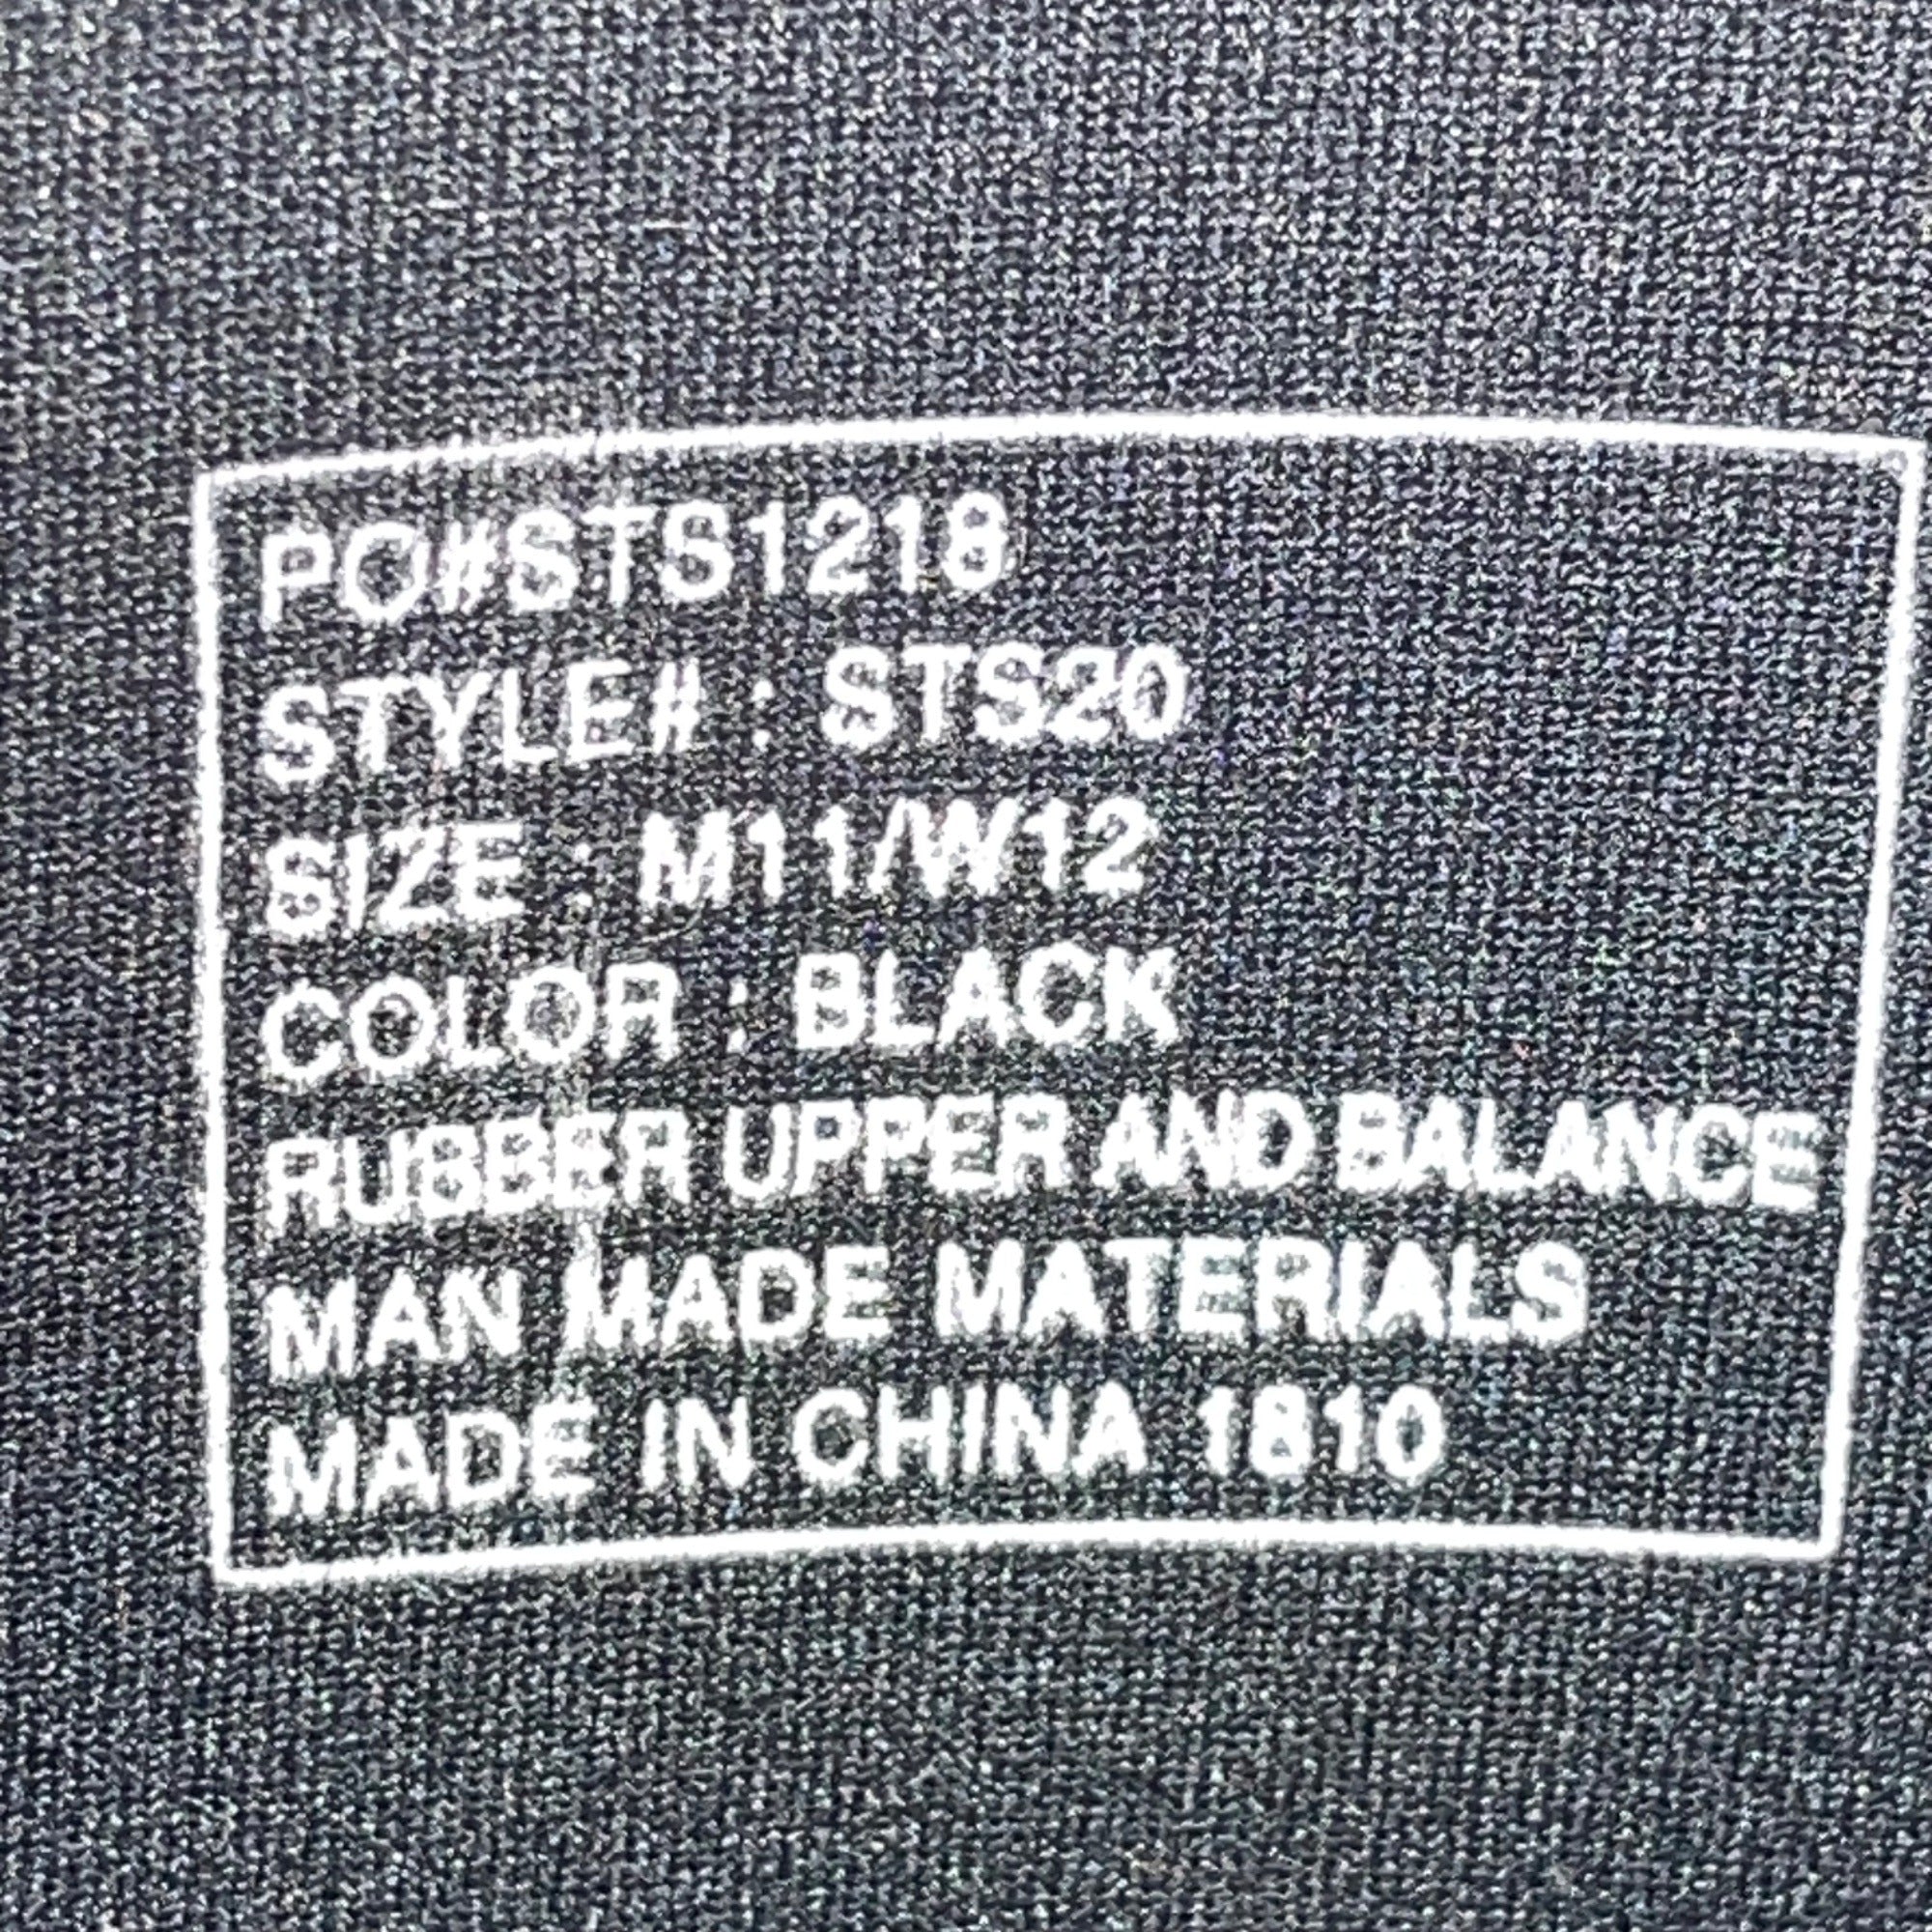 PO#STS1218
STYLE# : STS20
SIZE : M11/W12
COLOR : BLACK
RUBBER UPPER AND BALANCE
MAN MADE MATERIALS
MADE IN CHINA 1810